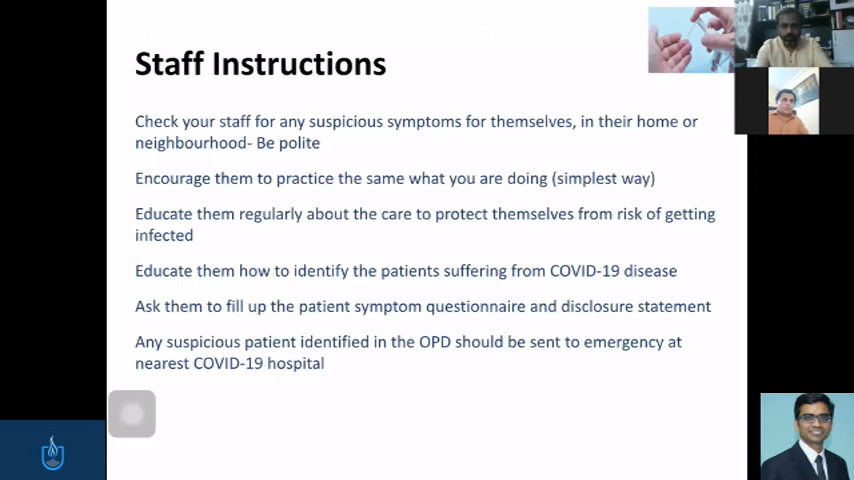 Staff Instructions
Check your staff for any suspicious symptoms for themselves, in their home or
neighbourhood- Be polite
Encourage them to practice the same what you are doing (simplest way)
Educate them regularly about the care to protect themselves from risk of getting
infected
Educate them how to identify the patients suffering from COVID-19 disease
Ask them to fill up the patient symptom questionnaire and disclosure statement
Any suspicious patient identified in the OPD should be sent to emergency at
nearest COVID-19 hospital